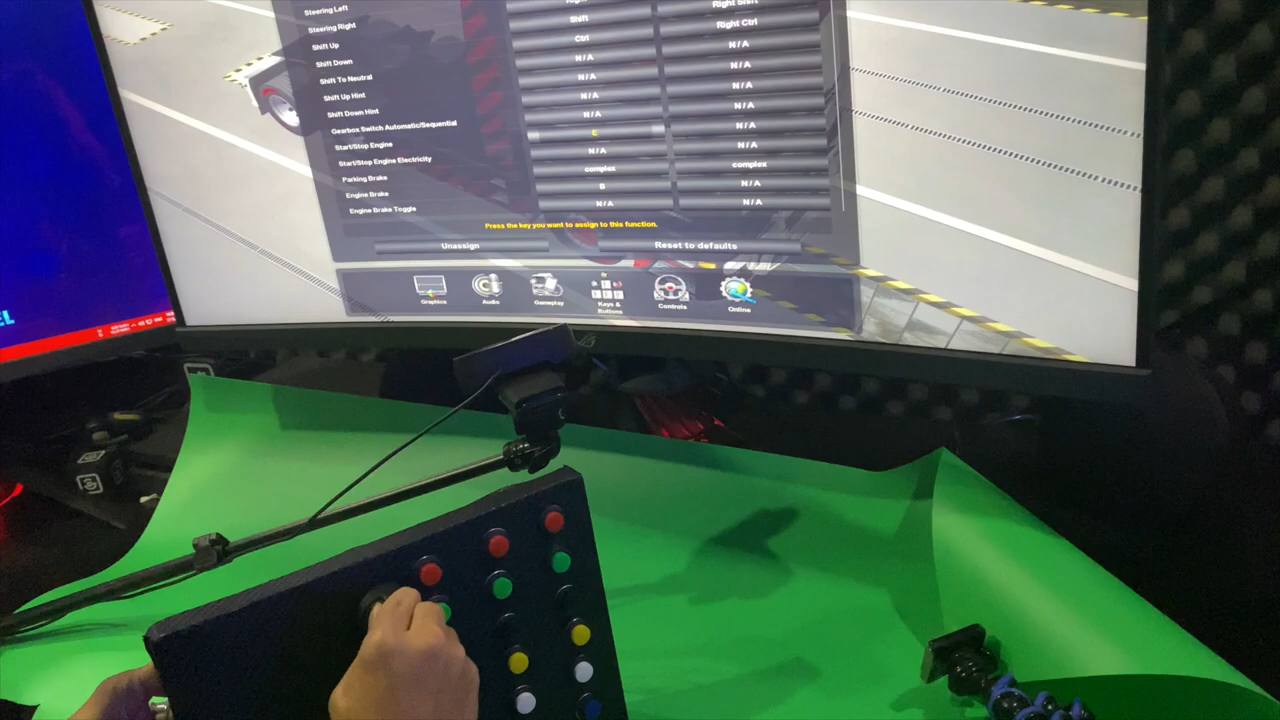 Steering Left
Right Shift
Steering Right
Shift
Right Ctrl
Shift Up
Ctrl
N/A
Shift Down
N/A
N/A
Shift To Neutral
N/A
N/A
Shift Up Hint
N/A
N/A
Shift Down Hint
N/A
N/A
Gearbox Switch Automatic/Sequential
E
N/A
Start/Stop Engine
N/A
complex
Start/Stop Engine Electricity
complex
N/A
Parking Brake
B
N/A
Engine Brake
N/A
Engine Brake Toggle
Press the key you want to assign to this function.
Unassign
Reset to defaults
Graphics
Audio
Gameplay
Keys &
Buttons
Controls
Online
EL